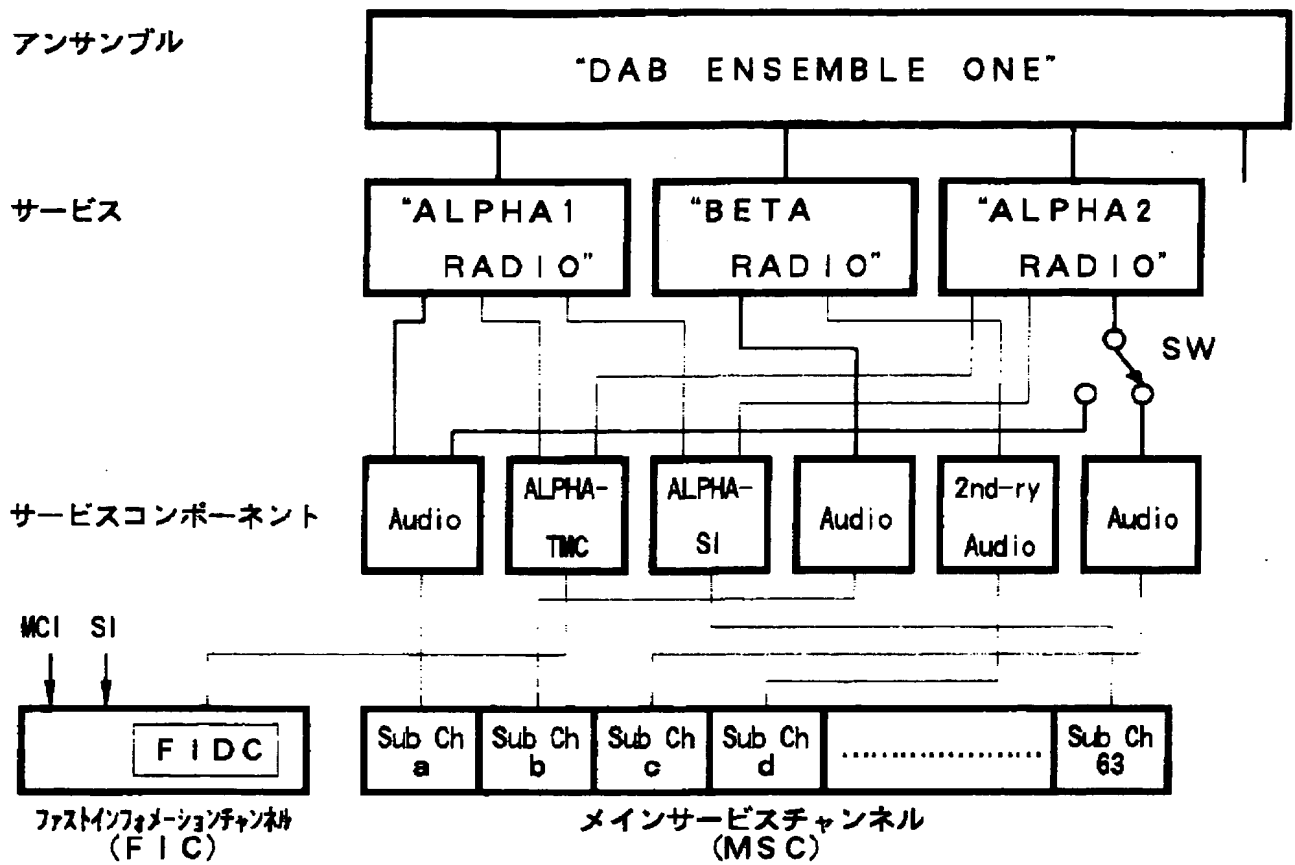 アンサンブル
"DAB ENSEMBLE ONE"
サービス
"ALPHA1
RADIO"
"BETA
RADIO"
"ALPHA2
RADIO"
SW
サービスコンポーネント
Audio
ALPHA-
TMC
ALPHA-
SI
Audio
2nd-ry
Audio
Audio
MCI SI
FIDC
Sub Ch
a
Sub Ch
b
Sub Ch
c
Sub Ch
d
....................
Sub Ch
63
ファストインフォメーションチャンネル
(FIC)
メインサービスチャンネル
(MSC)